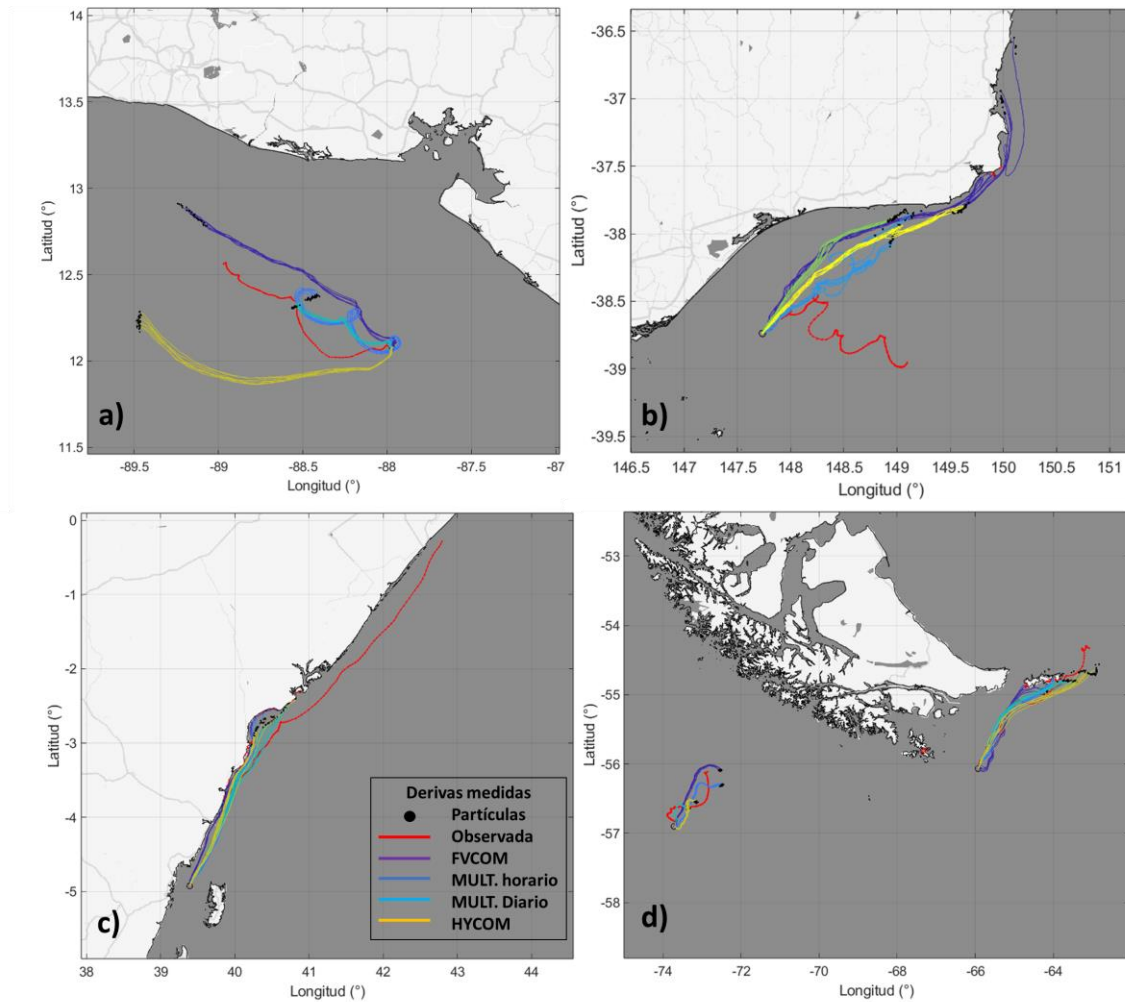 14
13.5
13
12.5
12
11.5
Latitud (°)
-89.5
-89
-88.5
-88
-87.5
-87
Longitud (°)
a)
-36.5
-37
-37.5
-38
-38.5
-39
-39.5
Latitud (°)
146.5
147
147.5
148
148.5
149
149.5
150
150.5
151
Longitud (°)
b)
0
-1
-2
-3
-4
-5
Latitud (°)
38
39
40
41
42
43
44
Longitud (°)
c)
Derivas medidas
Partículas
Observada
FVCOM
MULT. horario
MULT. Diario
HYCOM
-53
-54
-55
-56
-57
-58
Latitud (°)
-74
-72
-70
-68
-66
-64
Longitud (°)
d)